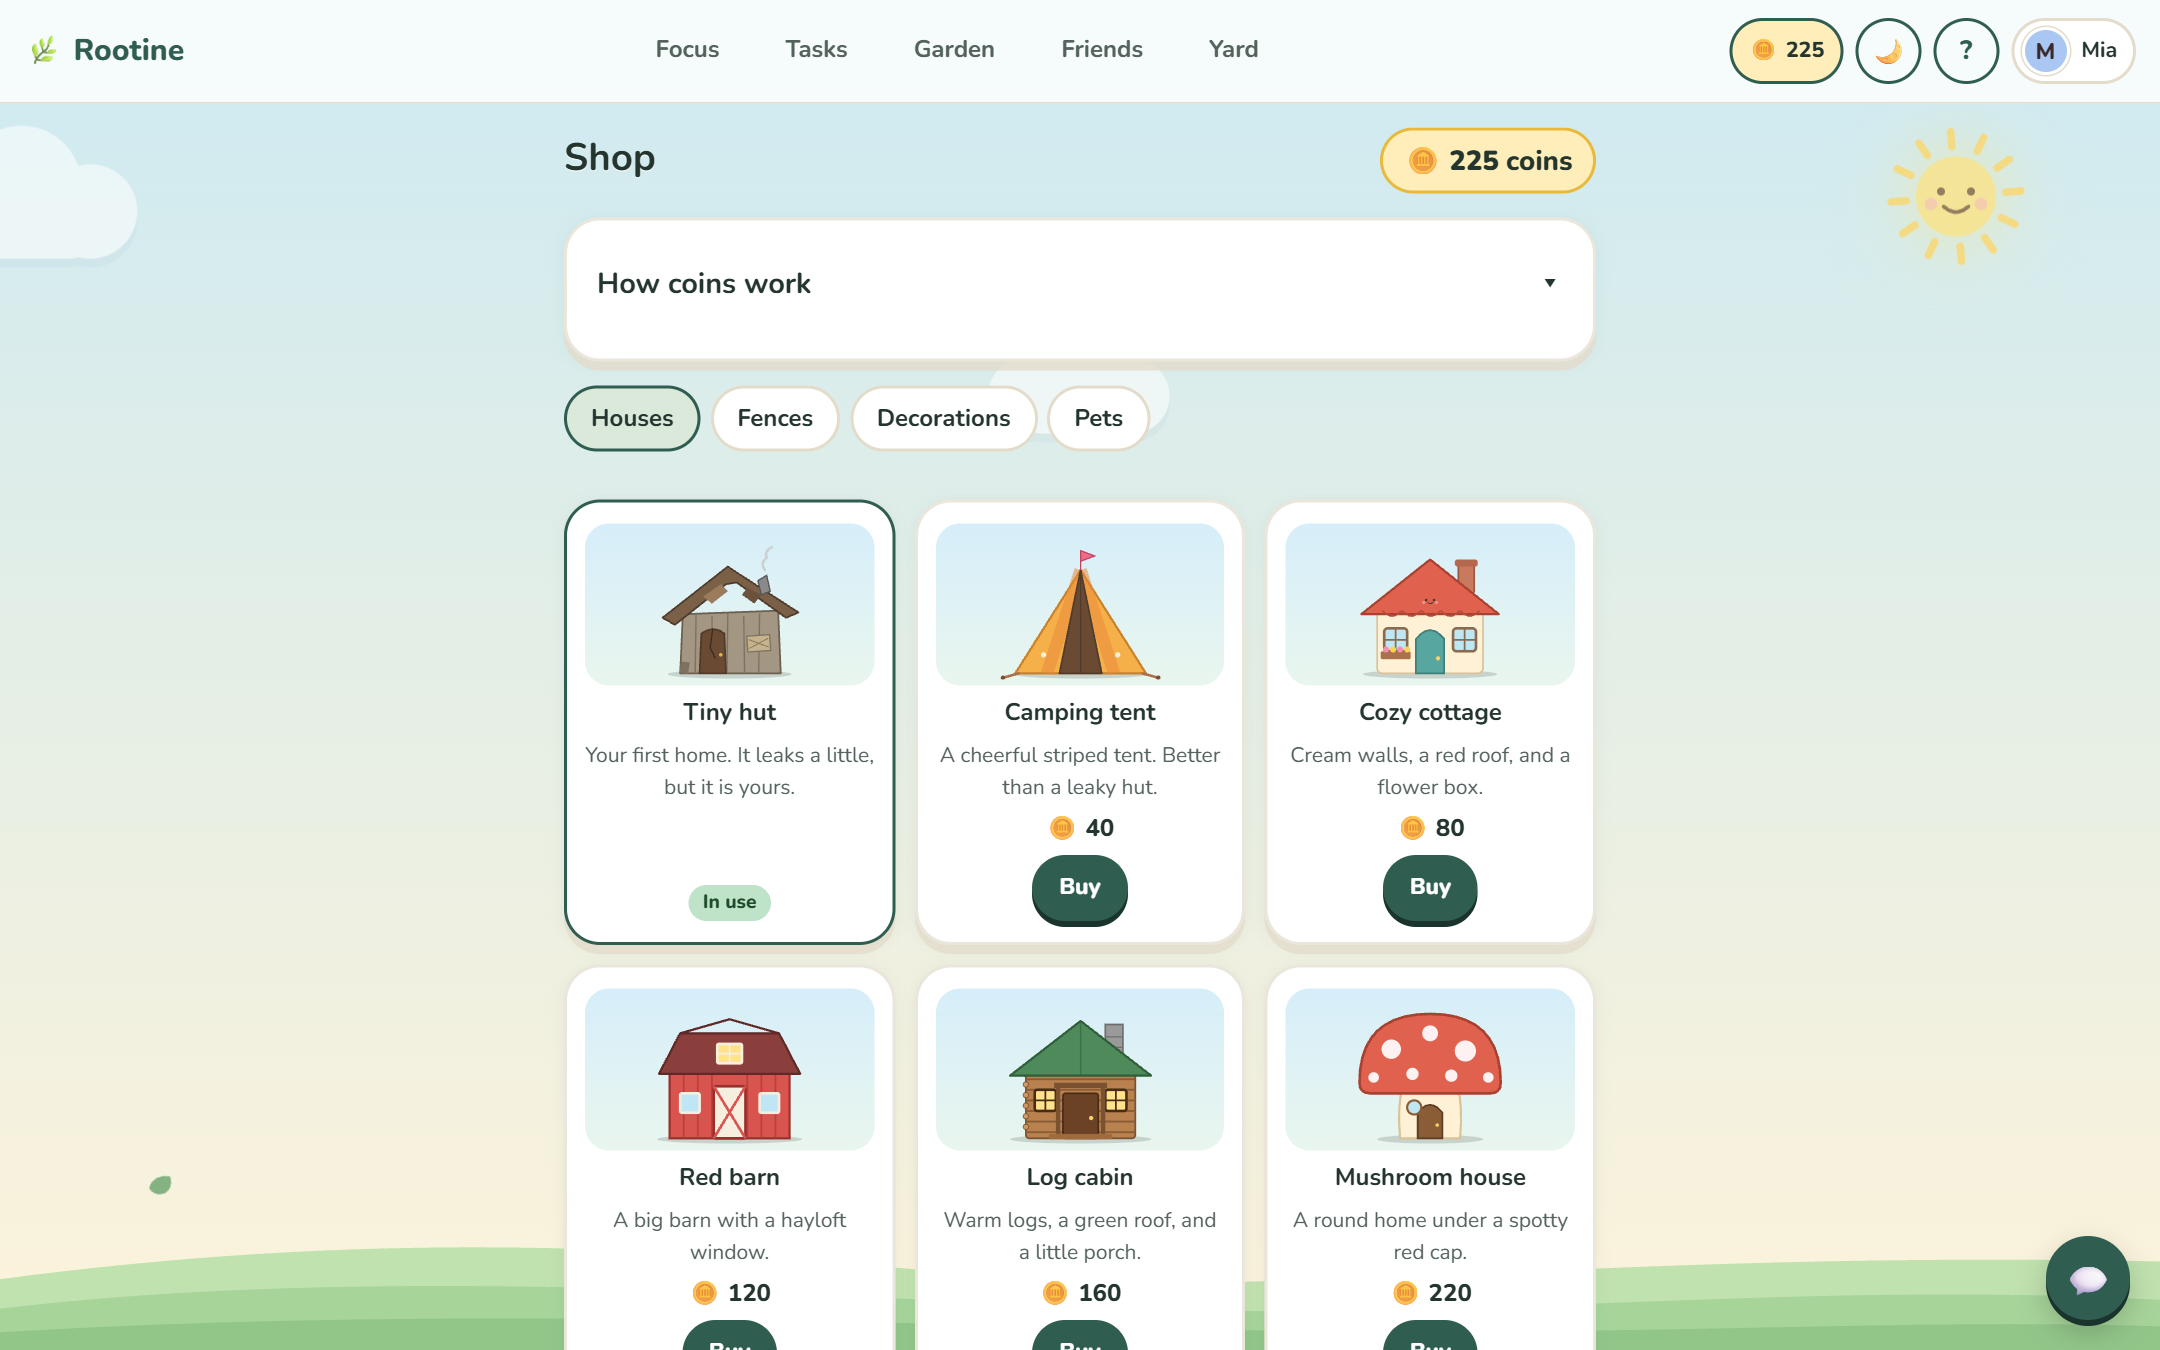 Rootine
Focus
Tasks
Garden
Friends
Yard
225
?
M
Mia
Shop
225 coins
How coins work
Houses
Fences
Decorations
Pets
Tiny hut
Your first home. It leaks a little,
but it is yours.
In use
Camping tent
A cheerful striped tent. Better
than a leaky hut.
40
Buy
Cozy cottage
Cream walls, a red roof, and a
flower box.
80
Buy
Red barn
A big barn with a hayloft
window.
120
Buy
Log cabin
Warm logs, a green roof, and
a little porch.
160
Buy
Mushroom house
A round home under a spotty
red cap.
220
Buy